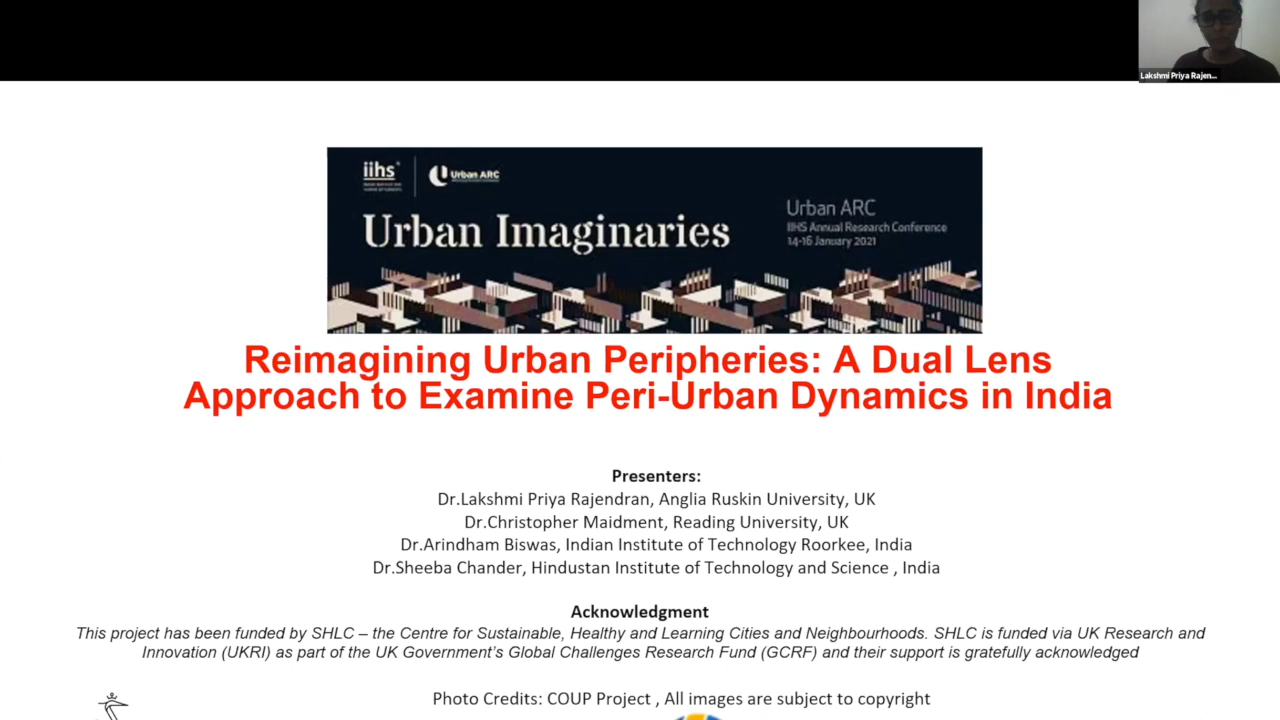 Lakshmi Priya Rajen...
iihs
Urban ARC
Urban Imaginaries
Urban ARC
IIHS Annual Research Conference
14-16 January 2021
Reimagining Urban Peripheries: A Dual Lens
Approach to Examine Peri-Urban Dynamics in India
Presenters:
Dr.Lakshmi Priya Rajendran, Anglia Ruskin University, UK
Dr.Christopher Maidment, Reading University, UK
Dr.Arindham Biswas, Indian Institute of Technology Roorkee, India
Dr.Sheeba Chander, Hindustan Institute of Technology and Science , India
Acknowledgment
This project has been funded by SHLC – the Centre for Sustainable, Healthy and Learning Cities and Neighbourhoods. SHLC is funded via UK Research and
Innovation (UKRI) as part of the UK Government's Global Challenges Research Fund (GCRF) and their support is gratefully acknowledged
Photo Credits: COUP Project , All images are subject to copyright